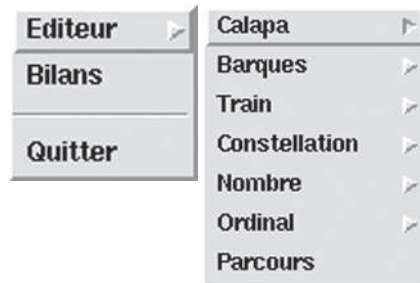 Editeur
Bilans
Quitter
Calapa
Barques
Train
Constellation
Nombre
Ordinal
Parcours